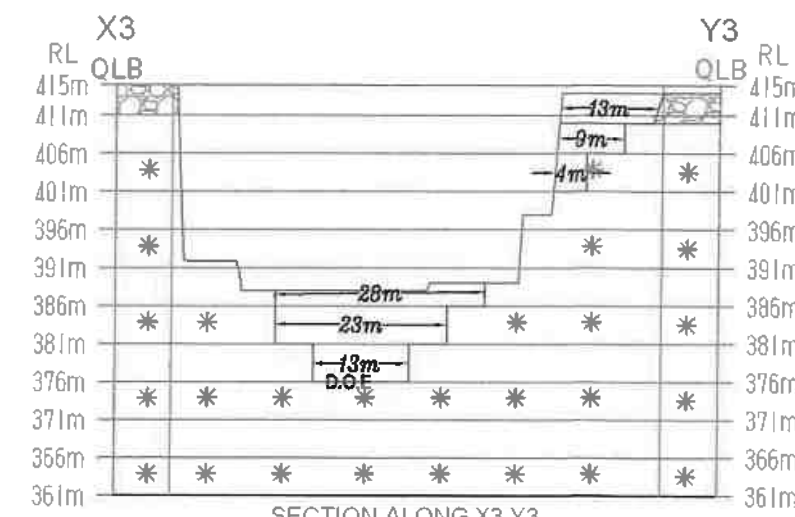 X3 Y3
RL RL
QLB QLB
415m 415m
13m
411m 411m
9m
406m 406m
4m
401m 401m
396m 396m
391m 391m
28m
386m 386m
23m
381m 381m
13m
376m D.O.E 376m
371m 371m
366m 366m
361m 361m
SECTION ALONG X3 Y3